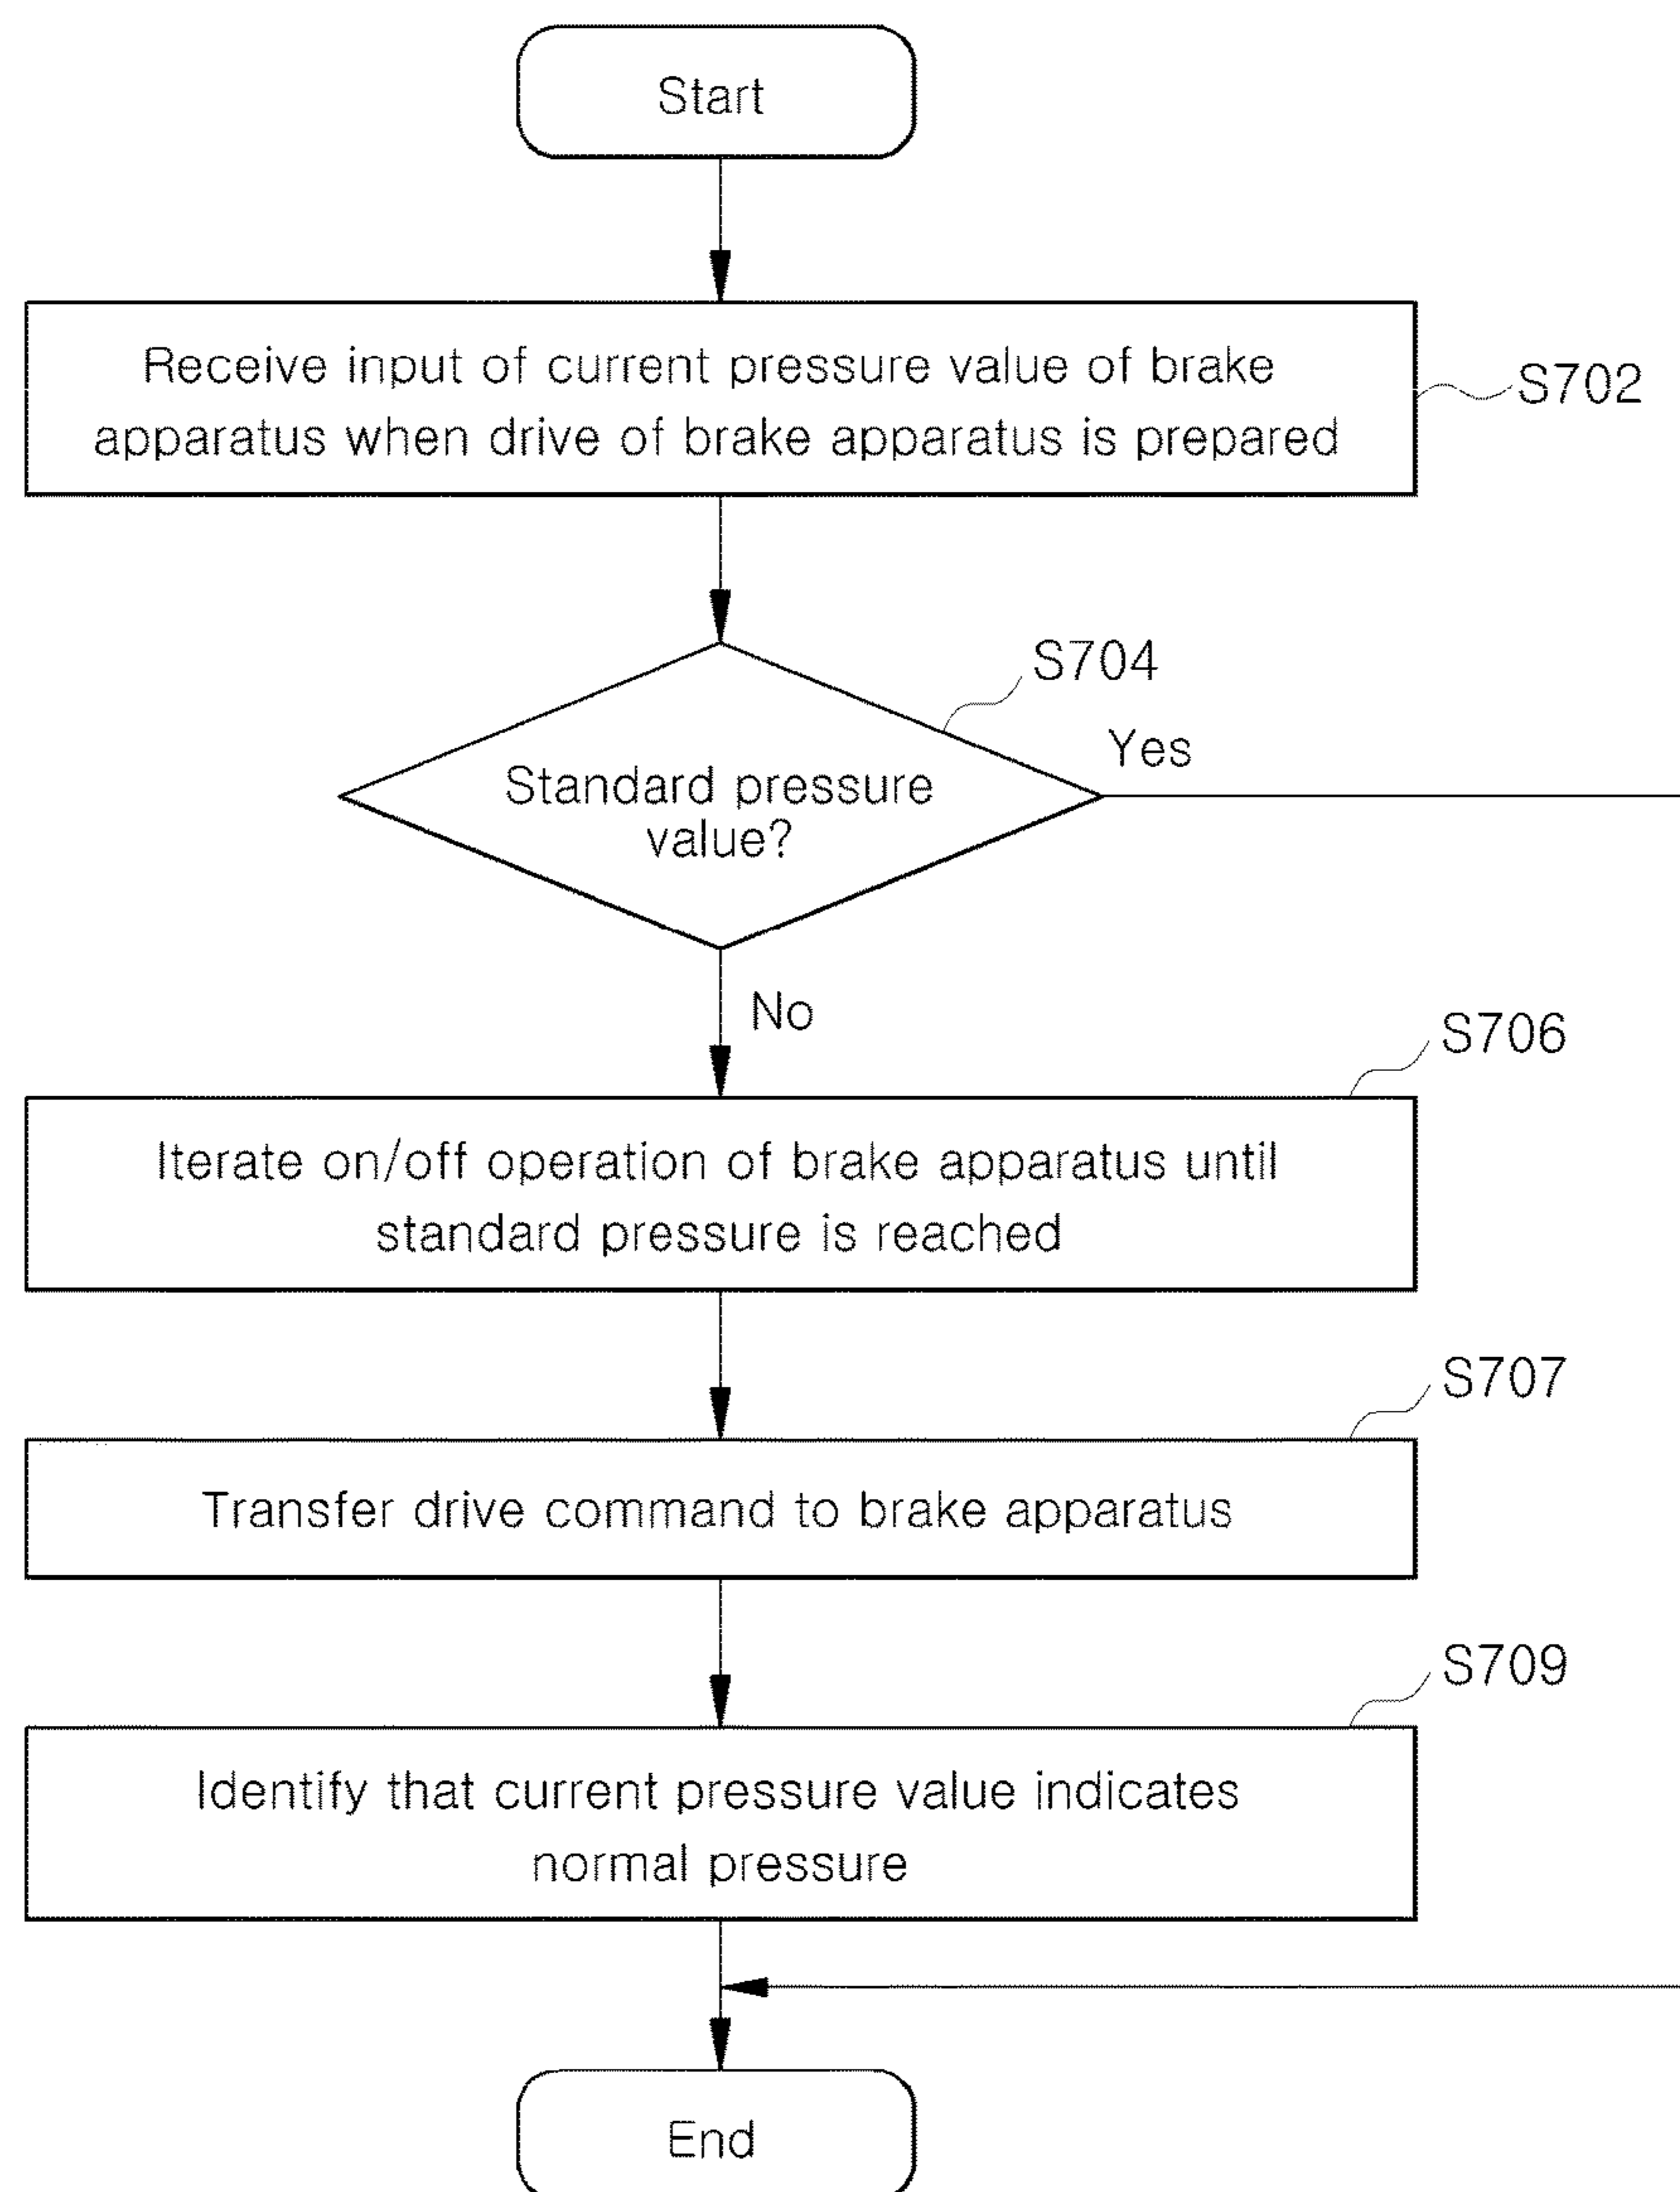 Start
Receive input of current pressure value of brake
apparatus when drive of brake apparatus is prepared
S702
S704
Standard pressure
value?
Yes
No
S706
Iterate on/off operation of brake apparatus until
standard pressure is reached
S707
Transfer drive command to brake apparatus
S709
Identify that current pressure value indicates
normal pressure
End